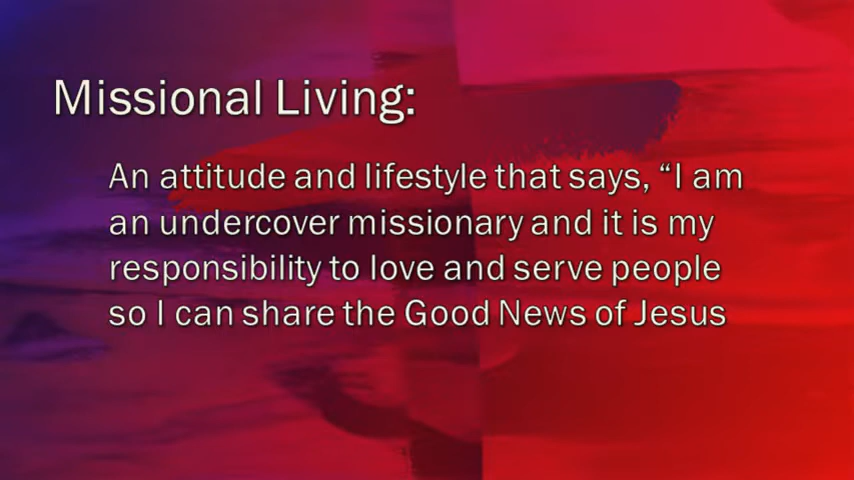 Missional Living:
An attitude and lifestyle that says, “I am
an undercover missionary and it is my
responsibility to love and serve people
so I can share the Good News of Jesus